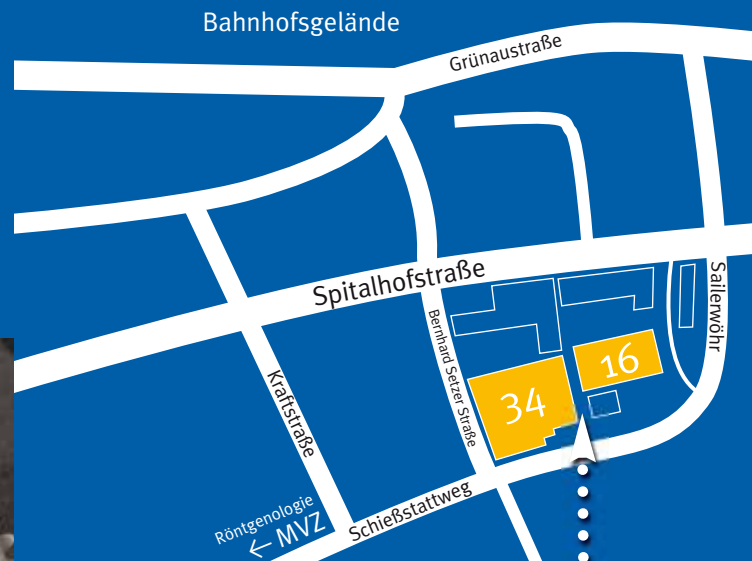 Bahnhofsgelände
Grünaustraße
Spitalhofstraße
Sailerwöhr
Bernhard Setzer Straße
Kraftstraße
16
34
Schießstattweg
Röntgenologie
← MVZ